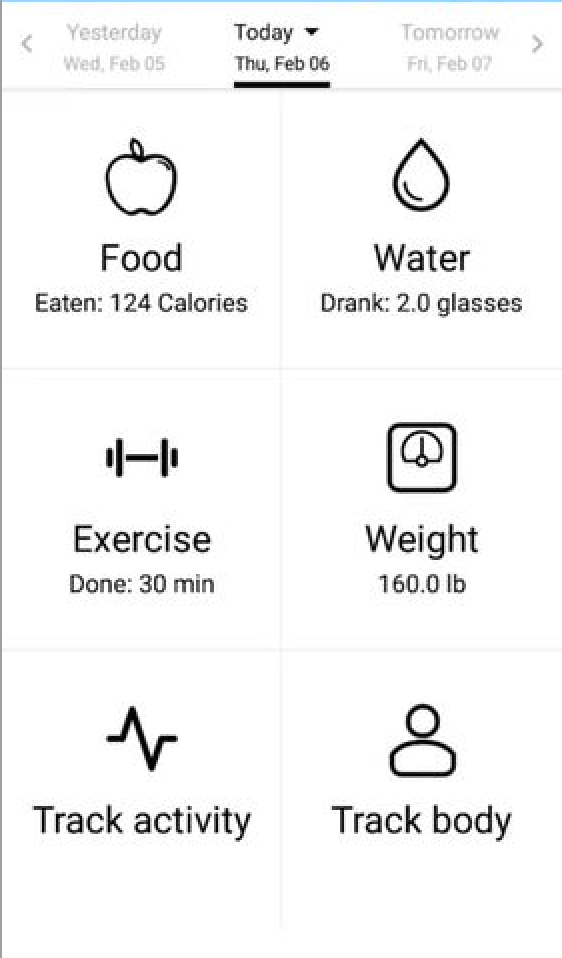 Yesterday Today Tomorrow
Wed, Feb 05 Thu, Feb 06 Fri, Feb 07
Food Water
Eaten: 124 Calories Drank: 2.0 glasses
Exercise Weight
Done: 30 min 160.0 lb
Track activity Track body